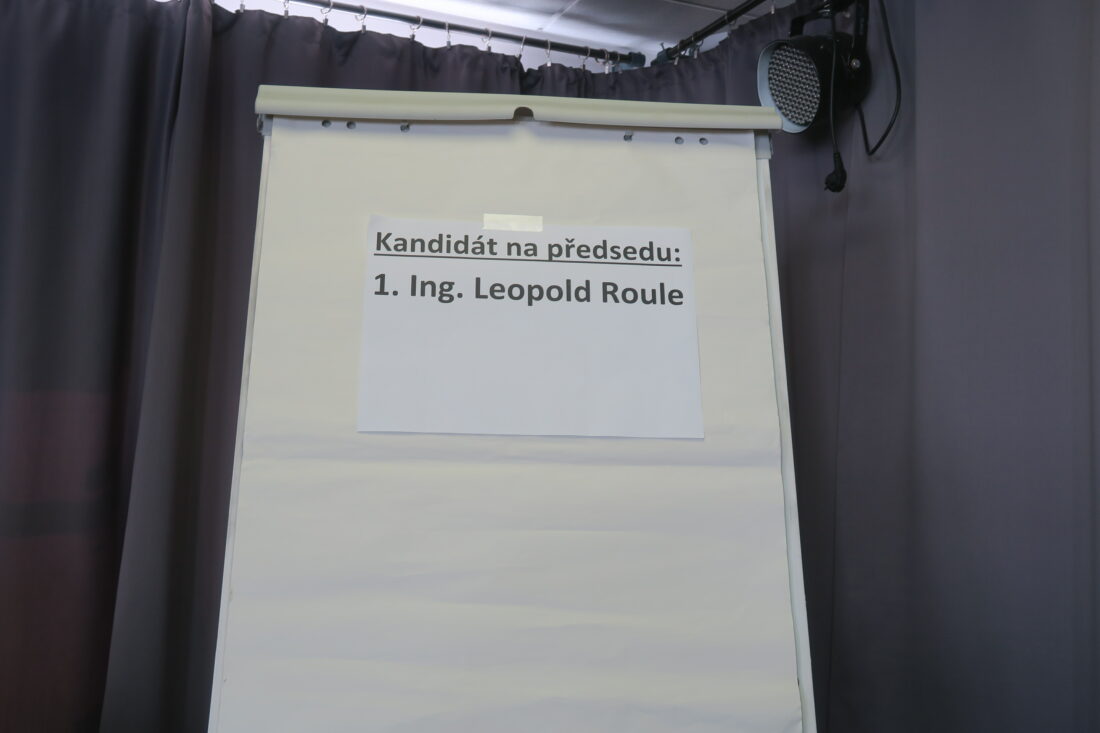 Kandidát na předsedu:
1. Ing. Leopold Roule